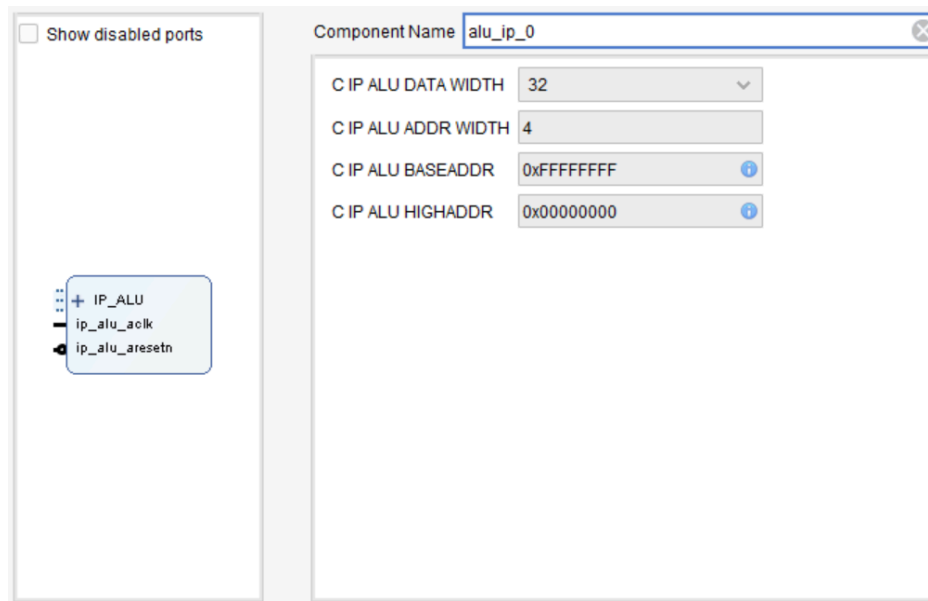 Show disabled ports
Component Name alu_ip_0
C IP ALU DATA WIDTH 32
C IP ALU ADDR WIDTH 4
C IP ALU BASEADDR 0xFFFFFFFF
C IP ALU HIGHADDR 0x00000000
+ IP_ALU
ip_alu_aclk
ip_alu_aresetn